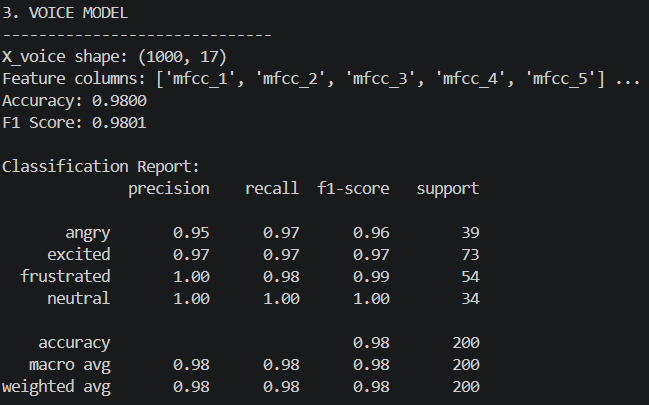 3. VOICE MODEL
------------------------------
X_voice shape: (1000, 17)
Feature columns: ['mfcc_1', 'mfcc_2', 'mfcc_3', 'mfcc_4', 'mfcc_5'] ...
Accuracy: 0.9800
F1 Score: 0.9801
Classification Report:
precision recall f1-score support
angry 0.95 0.97 0.96 39
excited 0.97 0.97 0.97 73
frustrated 1.00 0.98 0.99 54
neutral 1.00 1.00 1.00 34
accuracy 0.98 200
macro avg 0.98 0.98 0.98 200
weighted avg 0.98 0.98 0.98 200